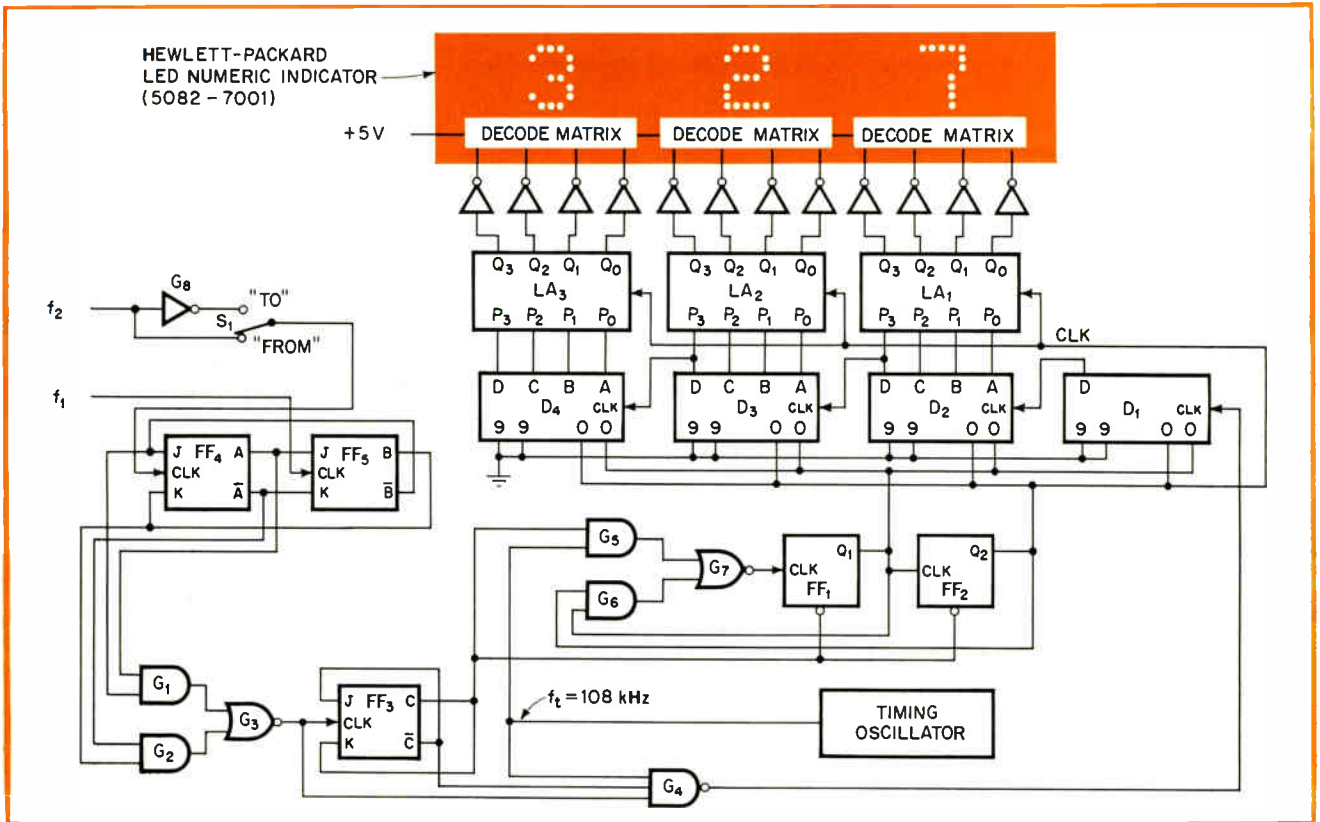 HEWLETT-PACKARD
LED NUMERIC INDICATOR
(5082-7001)
3 2 7
+5V
DECODE MATRIX DECODE MATRIX DECODE MATRIX
Q3 Q2 Q1 Q0 Q3 Q2 Q1 Q0 Q3 Q2 Q1 Q0
LA3 LA2 LA1
P3 P2 P1 P0 P3 P2 P1 P0 P3 P2 P1 P0
G8
"TO"
f2
S1
"FROM"
CLK
D C B A D C B A D C B A D
D4 D3 CLK D2 CLK D1 CLK
CLK
9 9 0 0 9 9 0 0 9 9 0 0 9 9 0 0
f1
J FF4 A J FF5 B
CLK CLK
K A̅ K B̅
G5
G7
G6
CLK Q1
FF1
Q2
CLK
FF2
G1
G3
G2
J FF3 C
CLK
K C̅
ft = 108 kHz
TIMING
OSCILLATOR
G4